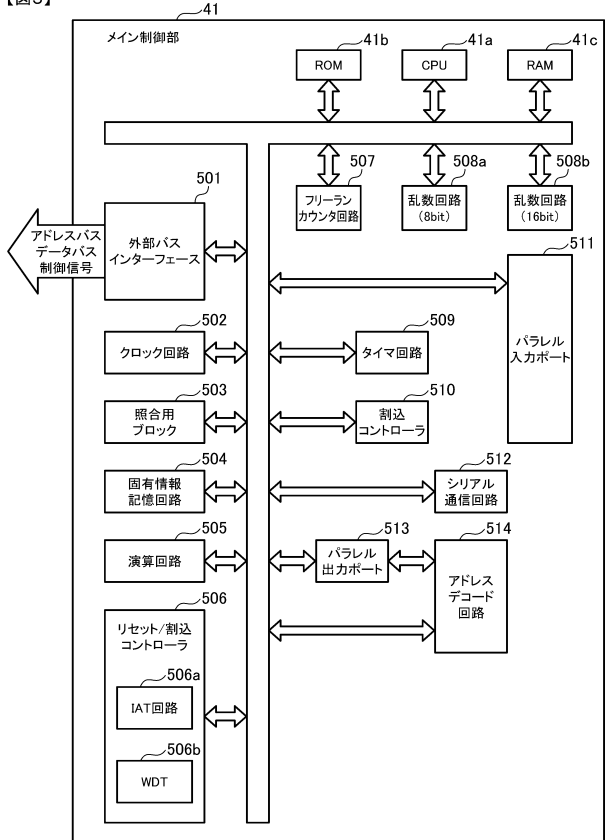 【図5】
41
メイン制御部
41b
41a
41c
ROM
CPU
RAM
507
508a
508b
フリーラン
カウンタ回路
乱数回路
(8bit)
乱数回路
(16bit)
501
アドレスバス
データバス
制御信号
外部バス
インターフェース
511
パラレル
入力ポート
502
クロック回路
509
タイマ回路
503
照合用
ブロック
510
割込
コントローラ
504
固有情報
記憶回路
512
シリアル
通信回路
505
演算回路
513
パラレル
出力ポート
514
アドレス
デコード
回路
506
リセット/割込
コントローラ
506a
IAT回路
506b
WDT